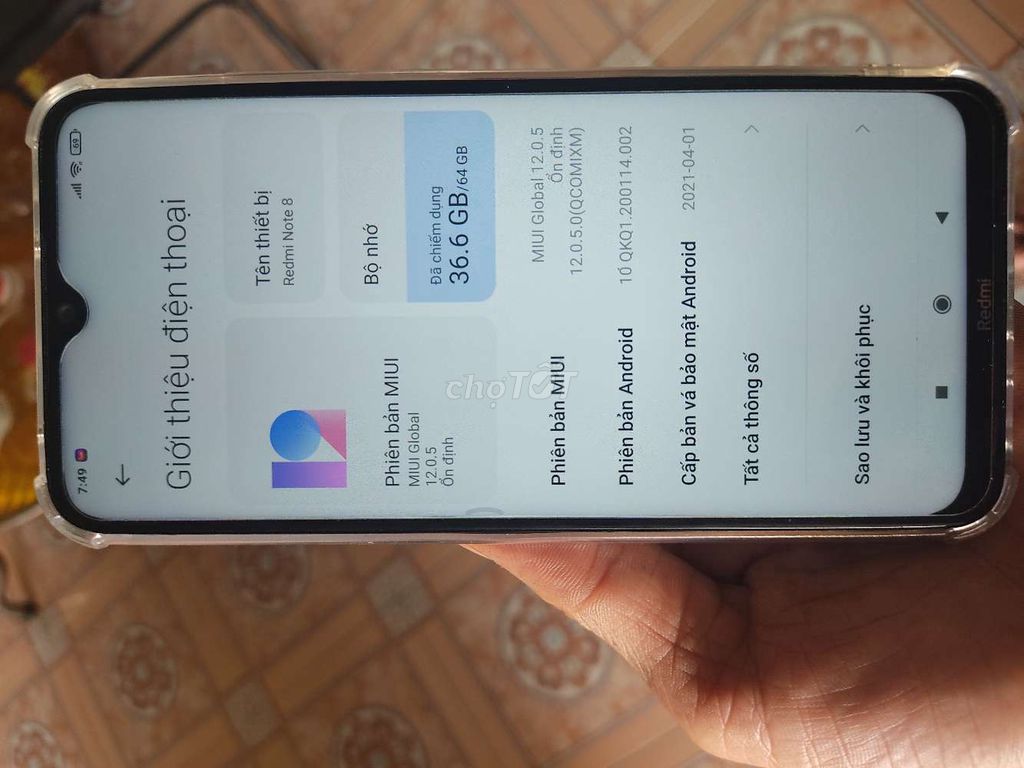 7:49
69
Giới thiệu điện thoại
Phiên bản MIUI
MIUI Global
12.0.5
Ổn định
Tên thiết bị
Redmi Note 8
Bộ nhớ
Đã chiếm dụng
36.6 GB/64 GB
Phiên bản MIUI
MIUI Global 12.0.5
Ổn định
12.0.5.0(QCOMIXM)
Phiên bản Android
10 QKQ1.200114.002
Cấp bản vá bảo mật Android
2021-04-01
Tất cả thông số
Sao lưu và khôi phục
Redmi
chợTỐT